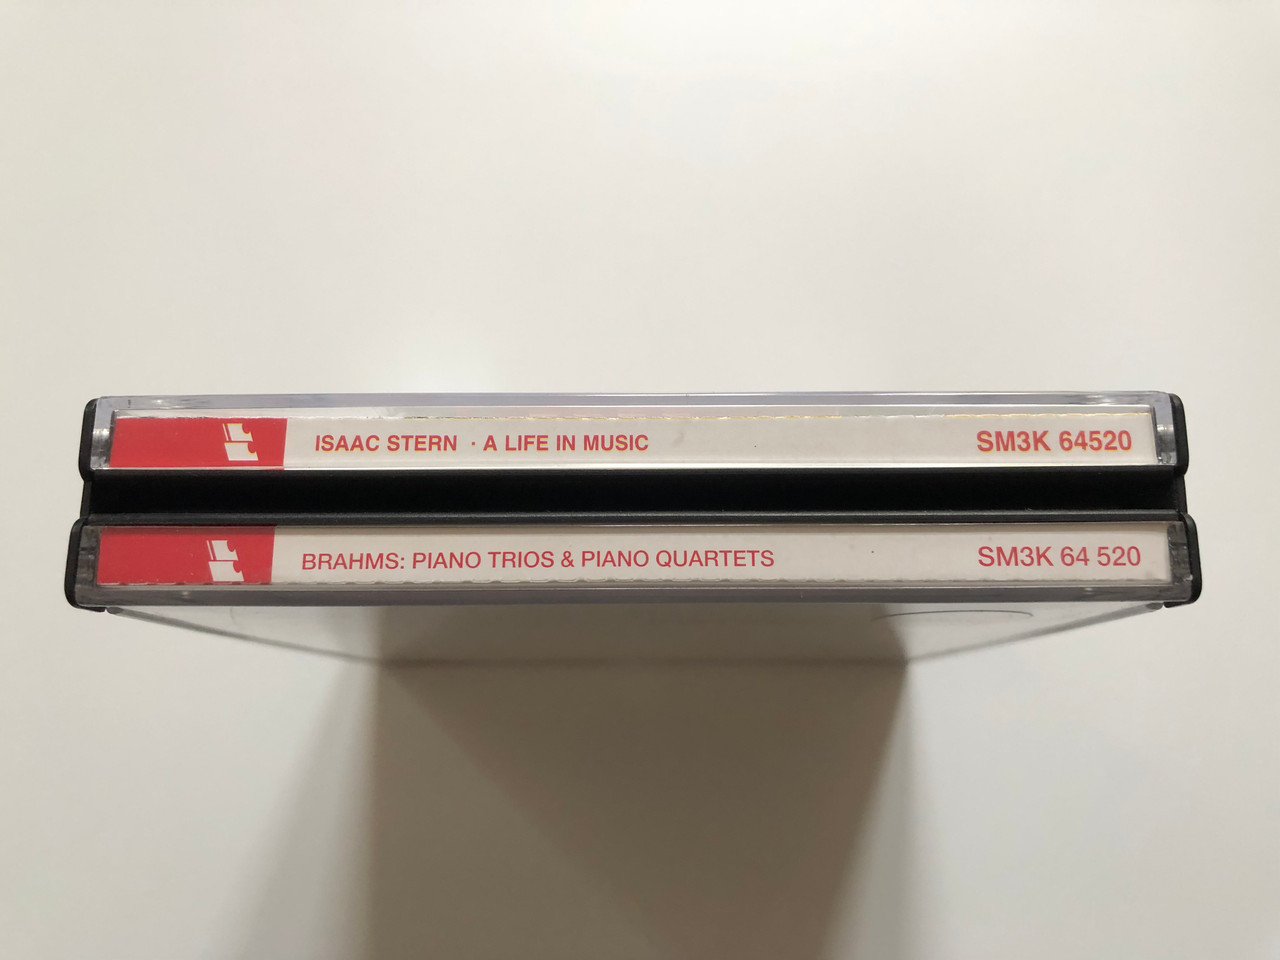 ISAAC STERN · A LIFE IN MUSIC SM3K 64520
BRAHMS: PIANO TRIOS & PIANO QUARTETS SM3K 64 520